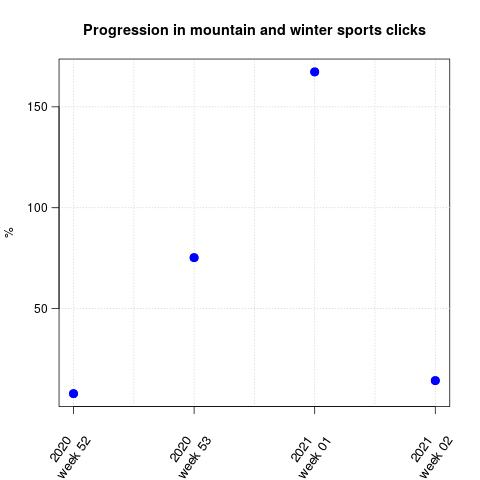 Progression in mountain and winter sports clicks
%
150
100
50
2020
week 52
2020
week 53
2021
week 01
2021
week 02